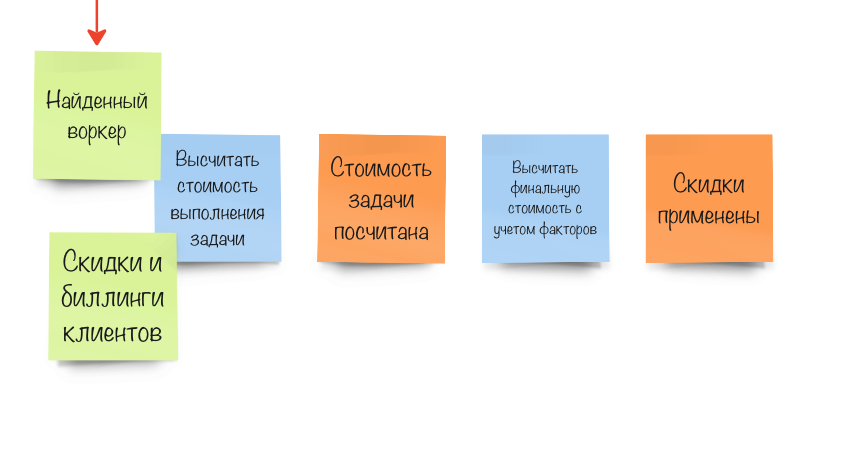 Найденный
воркер
Высчитать
стоимость
выполнения
задачи
Скидки и
биллинги
клиентов
Стоимость
задачи
посчитана
Высчитать
финальную
стоимость с
учетом факторов
Скидки
применены